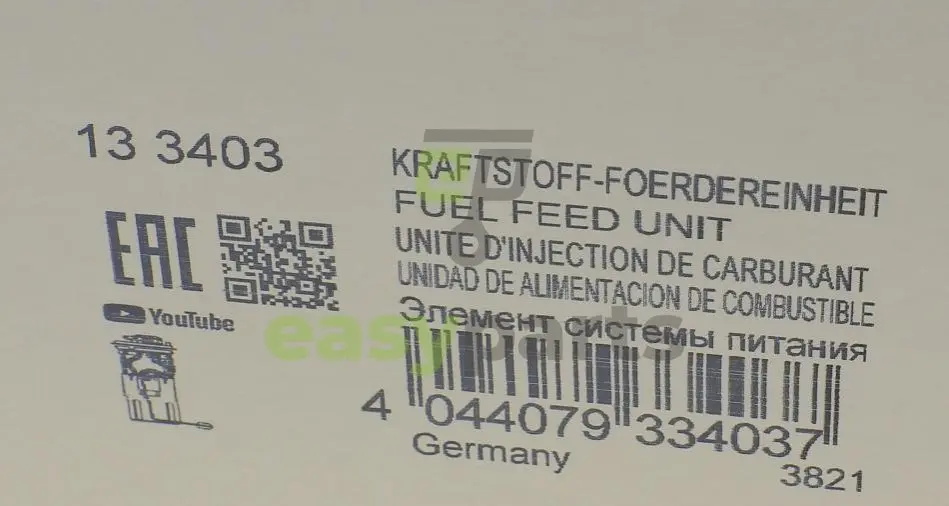 13 3403
KRAFTSTOFF-FOERDEREINHEIT
FUEL FEED UNIT
UNITE D'INJECTION DE CARBURANT
UNIDAD DE ALIMENTACION DE COMBUSTIBLE
Элемент системы питания
EAC
YouTube
easyparts
4 044079 334037
Germany
3821